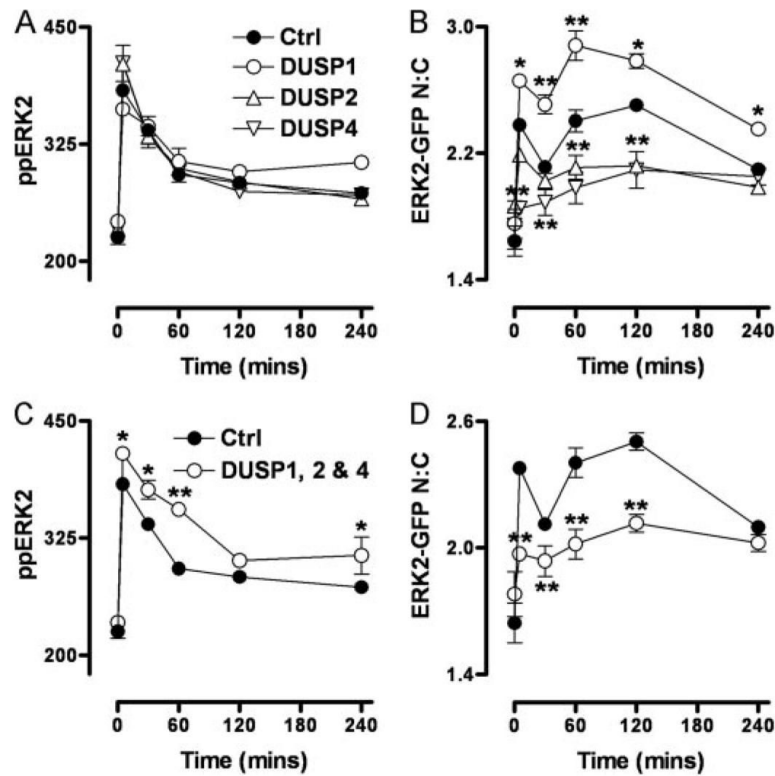 A
450
325
200
ppERK2
Ctrl
DUSP1
DUSP2
DUSP4
0 60 120 180 240
Time (mins)
B
3.0
2.2
1.4
ERK2-GFP N:C
* ** ** * *
** ** ** **
0 60 120 180 240
Time (mins)
C
450
325
200
ppERK2
Ctrl
DUSP1, 2 & 4
* * ** *
0 60 120 180 240
Time (mins)
D
2.6
2.0
1.4
ERK2-GFP N:C
** ** ** **
0 60 120 180 240
Time (mins)